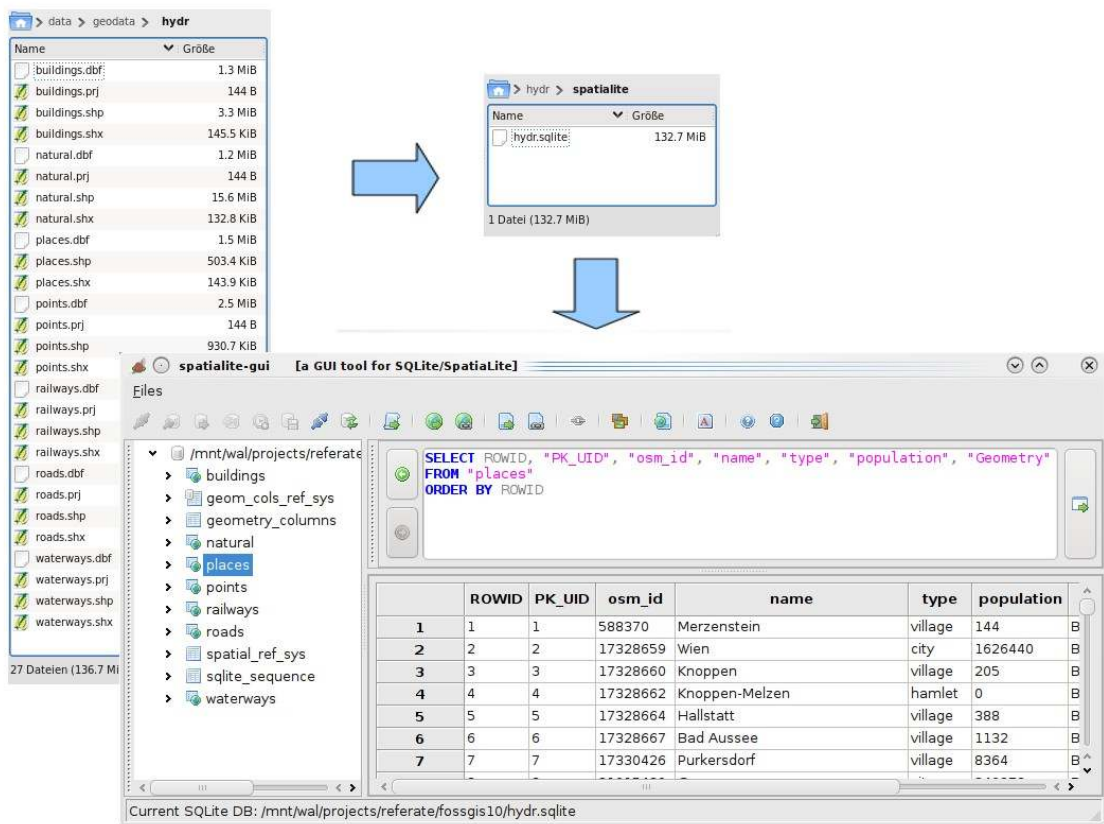 data > geodata > hydr
Name Größe
buildings.dbf 1.3 MiB
buildings.prj 144 B
buildings.shp 3.3 MiB
buildings.shx 145.5 KiB
natural.dbf 1.2 MiB
natural.prj 144 B
natural.shp 15.6 MiB
natural.shx 132.8 KiB
places.dbf 1.5 MiB
places.shp 503.4 KiB
places.shx 143.9 KiB
points.dbf 2.5 MiB
points.prj 144 B
points.shp 930.7 KiB
points.shx
railways.dbf
railways.prj
railways.shp
railways.shx
roads.dbf
roads.prj
roads.shp
roads.shx
waterways.dbf
waterways.prj
waterways.shp
waterways.shx
27 Dateien (136.7 Mi
hydr > spatialite
Name Größe
hydr.sqlite 132.7 MiB
1 Datei (132.7 MiB)
spatialite-gui [a GUI tool for SQLite/SpatiaLite]
Files
/mnt/wal/projects/referate
buildings
geom_cols_ref_sys
geometry_columns
natural
places
points
railways
roads
spatial_ref_sys
sqlite_sequence
waterways
SELECT ROWID, "PK_UID", "osm_id", "name", "type", "population", "Geometry"
FROM "places"
ORDER BY ROWID
ROWID PK_UID osm_id name type population
1 1 1 588370 Merzenstein village 144 B
2 2 2 17328659 Wien city 1626440 B
3 3 3 17328660 Knoppen village 205 B
4 4 4 17328662 Knoppen-Melzen hamlet 0 B
5 5 5 17328664 Hallstatt village 388 B
6 6 6 17328667 Bad Aussee village 1132 B
7 7 7 17330426 Purkersdorf village 8364 B
Current SQLite DB: /mnt/wal/projects/referate/fossgis10/hydr.sqlite